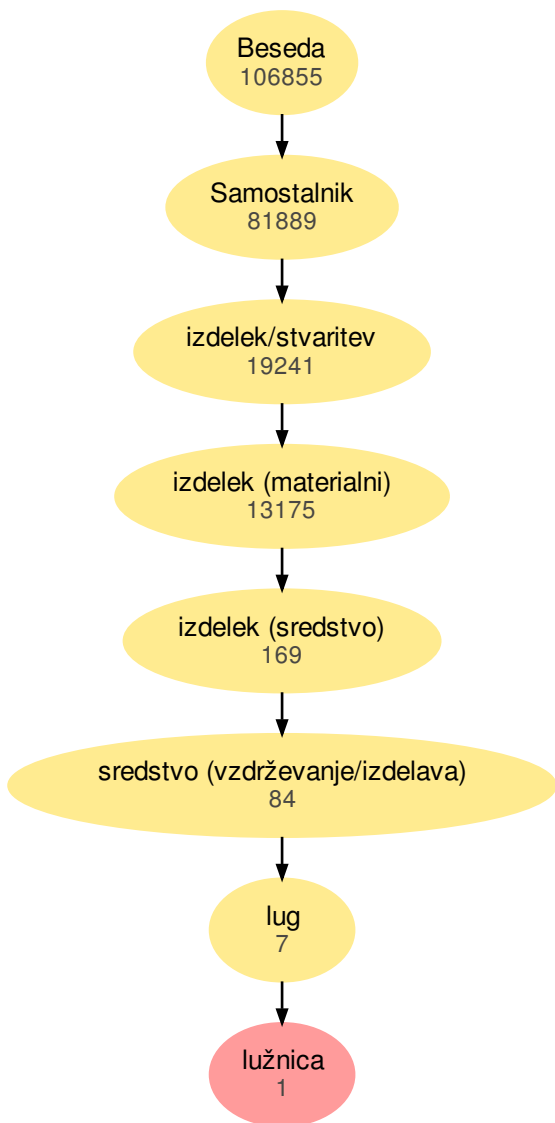 Beseda
106855
Samostalnik
81889
izdelek/stvaritev
19241
izdelek (materialni)
13175
izdelek (sredstvo)
169
sredstvo (vzdrževanje/izdelava)
84
lug
7
lužnica
1